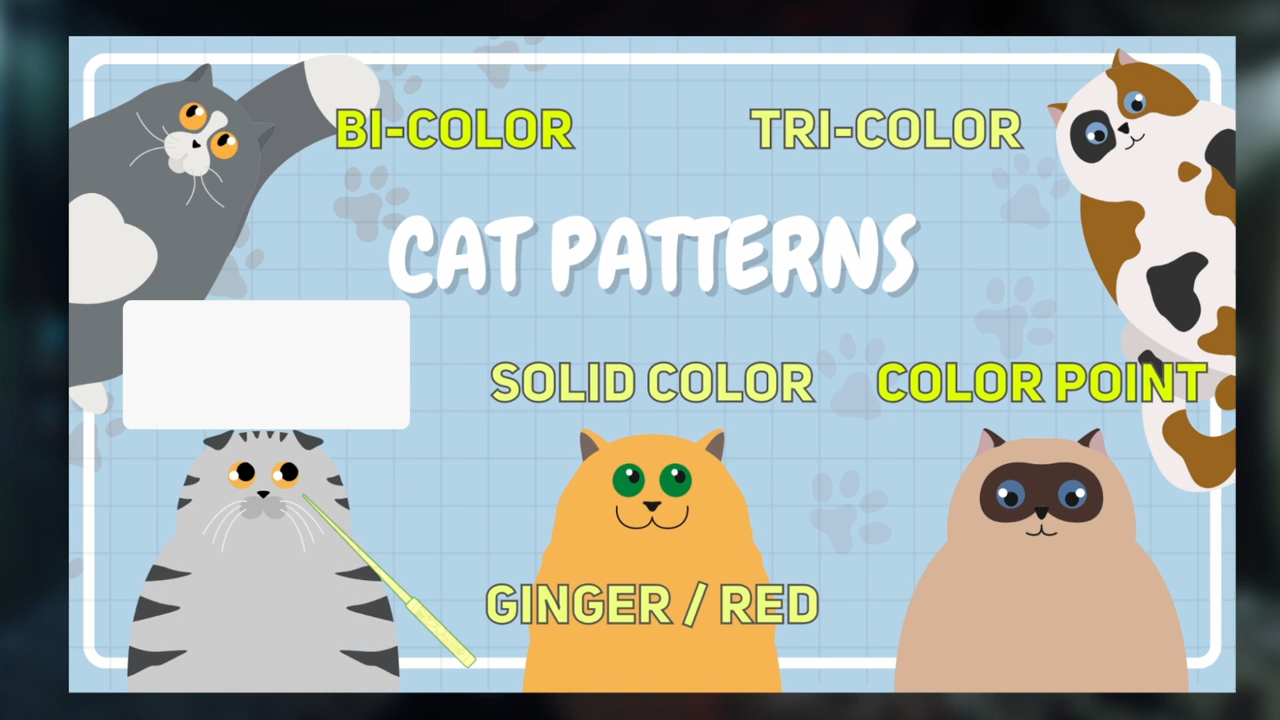 BI-COLOR
TRI-COLOR
CAT PATTERNS
SOLID COLOR
COLOR POINT
GINGER / RED